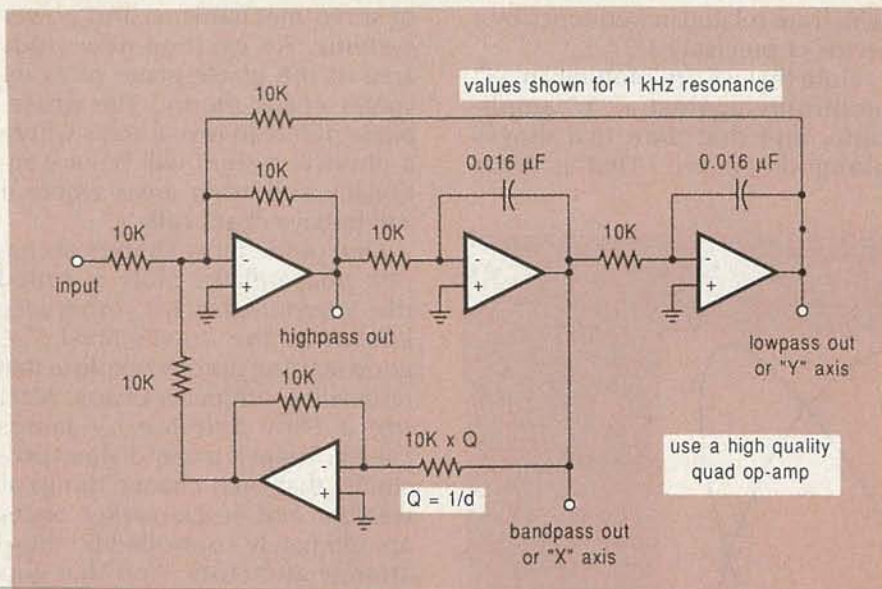 values shown for 1 kHz resonance
10K
10K
0.016 µF
0.016 µF
10K
10K
10K
-
+
-
+
-
+
input
highpass out
lowpass out
or "Y" axis
10K
10K
10K x Q
-
+
Q = 1/d
use a high quality
quad op-amp
bandpass out
or "X" axis